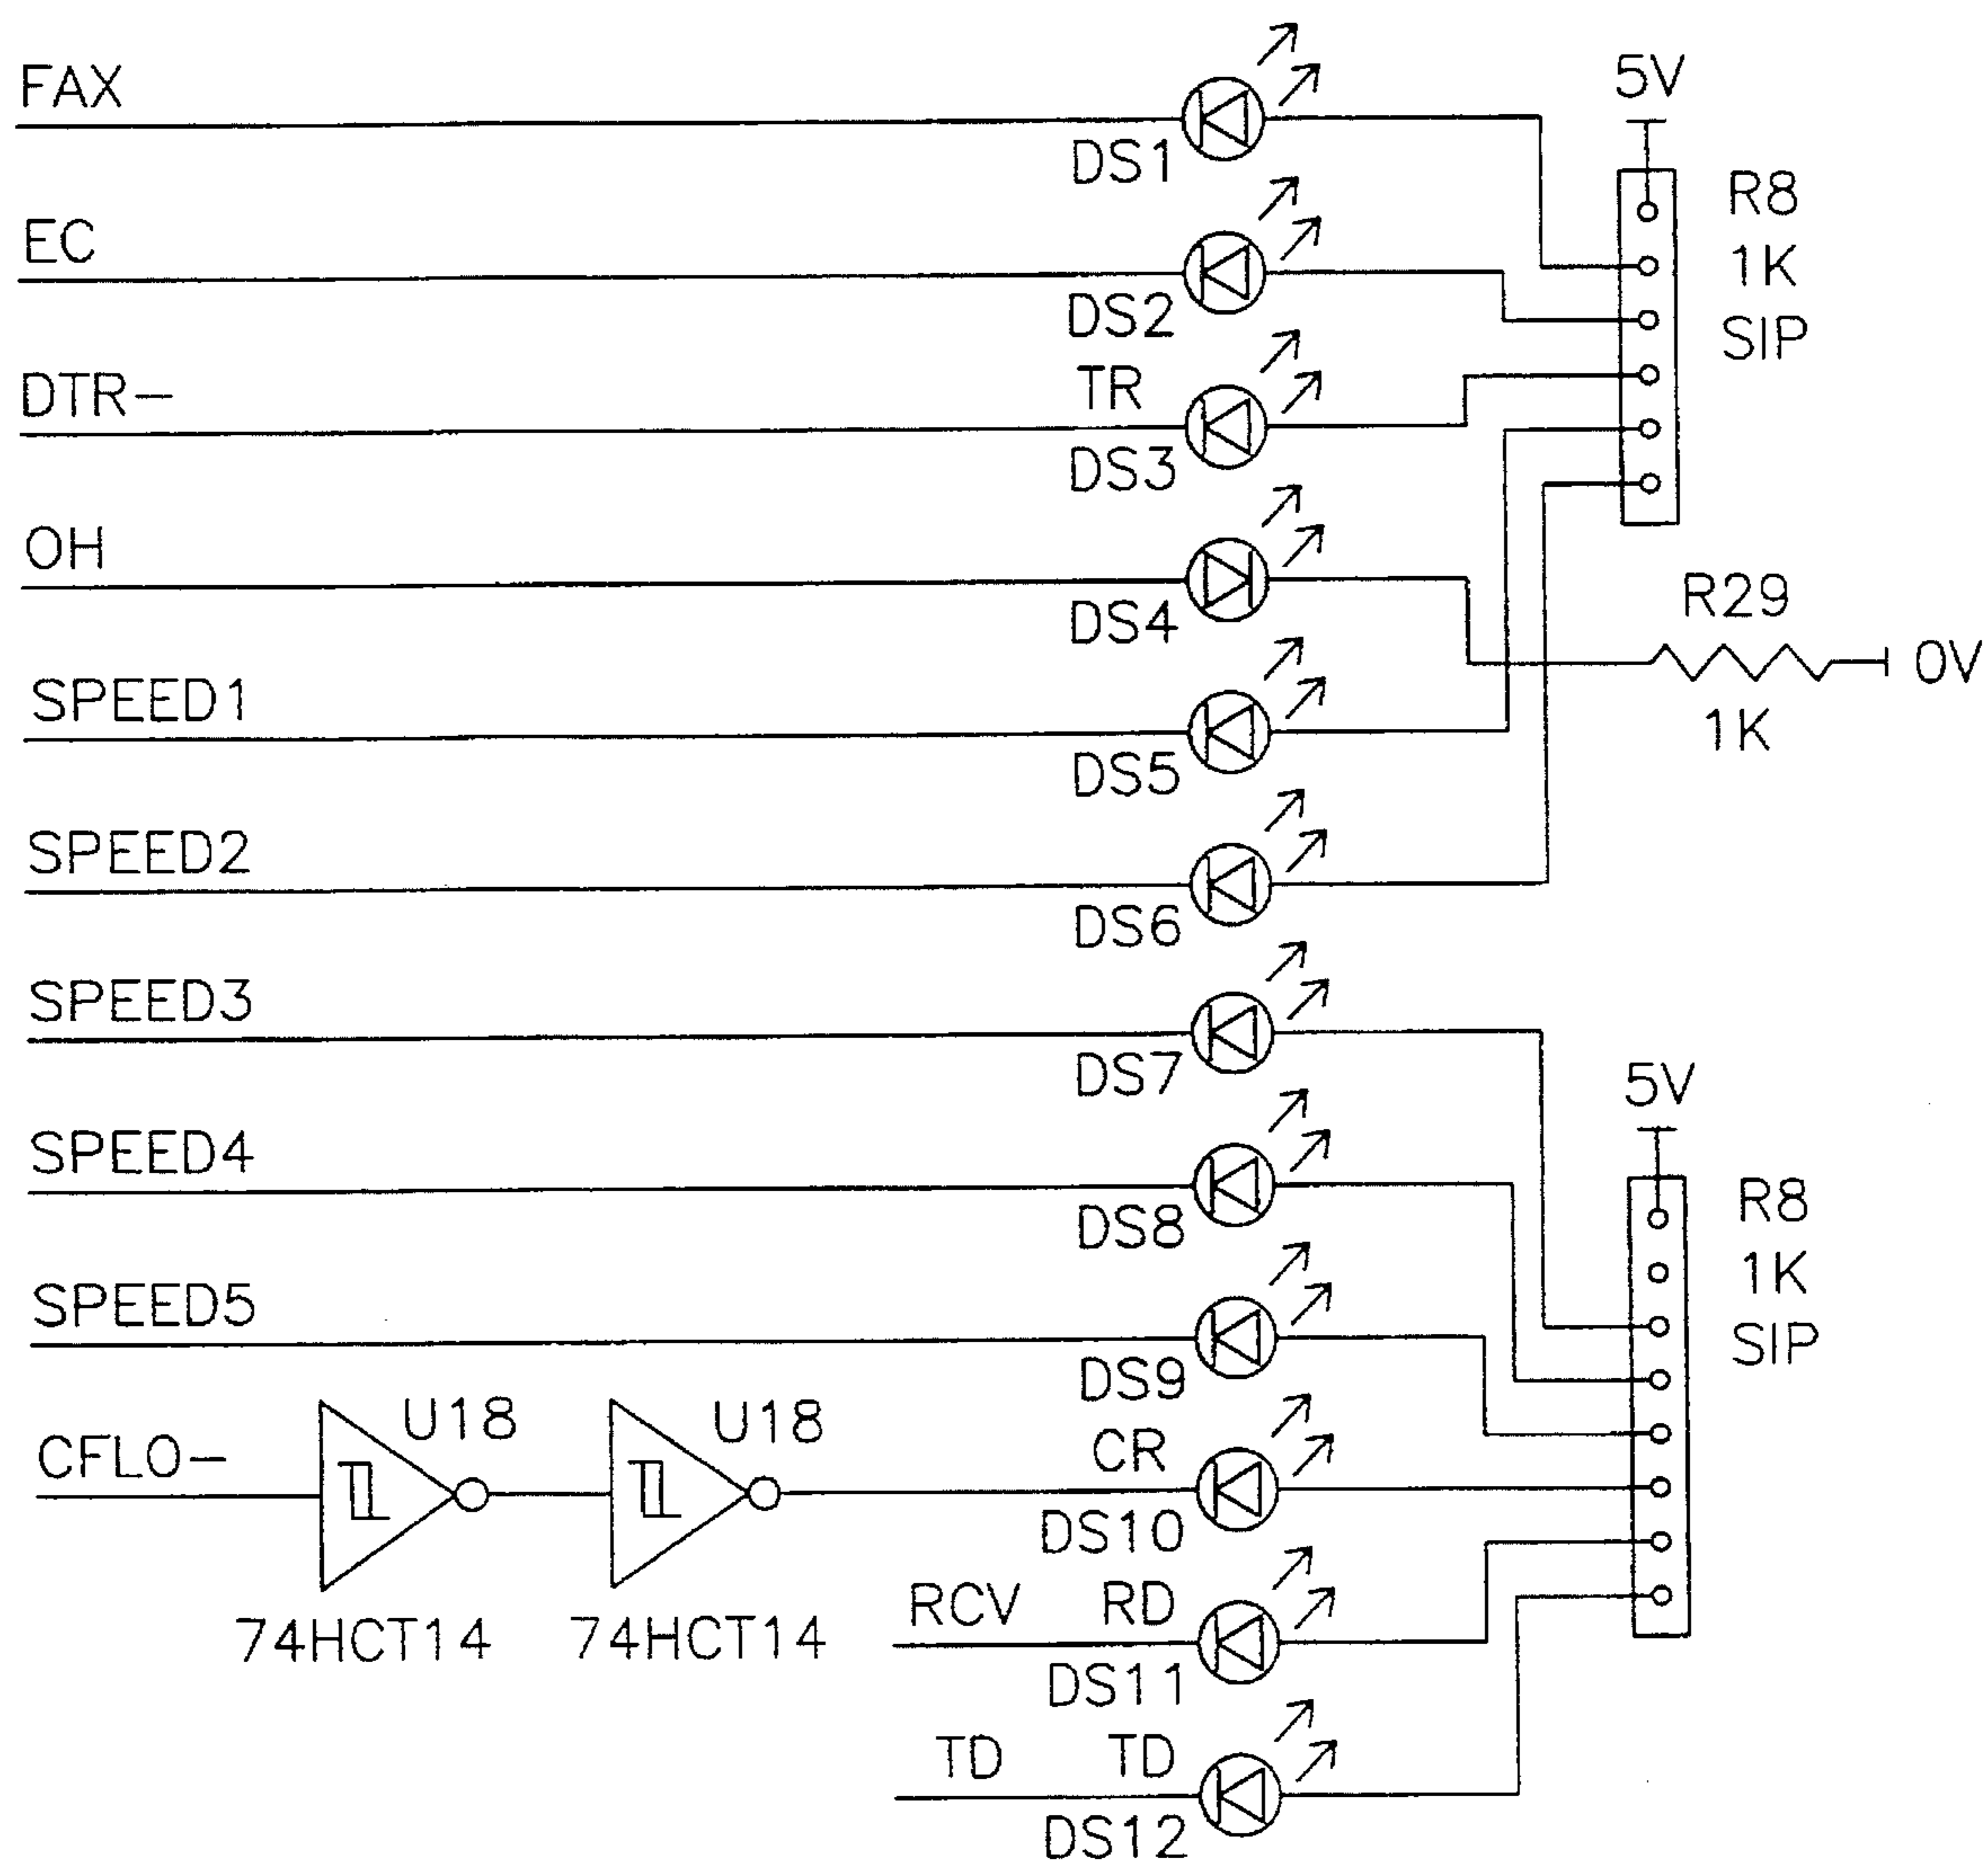 FAX
DS1
5V
R8
1K
SIP
EC
DS2
DTR-
TR
DS3
OH
DS4
R29
1K
0V
SPEED1
DS5
SPEED2
DS6
SPEED3
DS7
5V
R8
1K
SIP
SPEED4
DS8
SPEED5
DS9
CFLO-
U18
74HCT14
U18
74HCT14
CR
DS10
RCV
RD
DS11
TD
TD
DS12